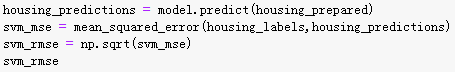 housing_predictions = model.predict(housing_prepared)
svm_mse = mean_squared_error(housing_labels,housing_predictions)
svm_rmse = np.sqrt(svm_mse)
svm_rmse